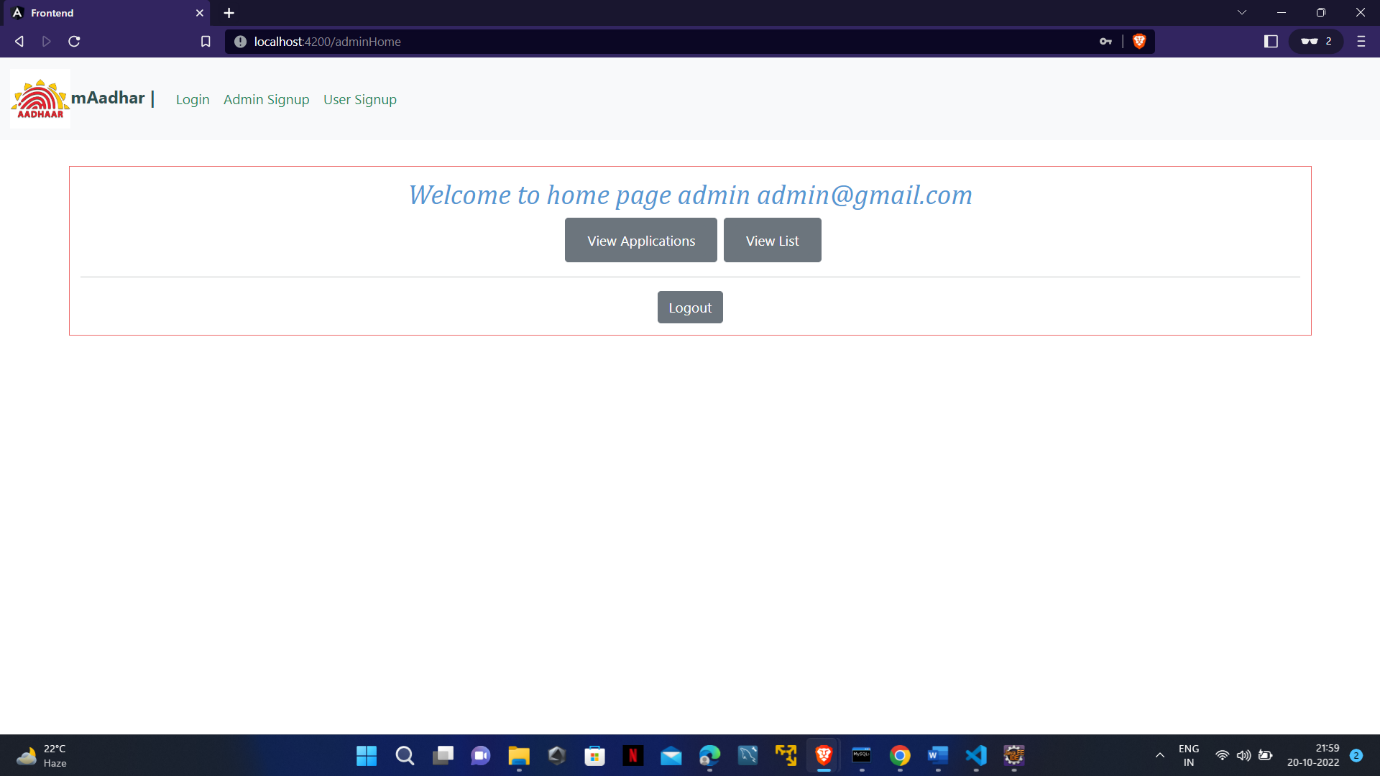 Frontend
localhost:4200/adminHome
2
AADHAAR
mAadhar |
Login
Admin Signup
User Signup
Welcome to home page admin admin@gmail.com
View Applications
View List
Logout
22°C
Haze
N
MySQL
W
ENG
IN
21:59
20-10-2022
2